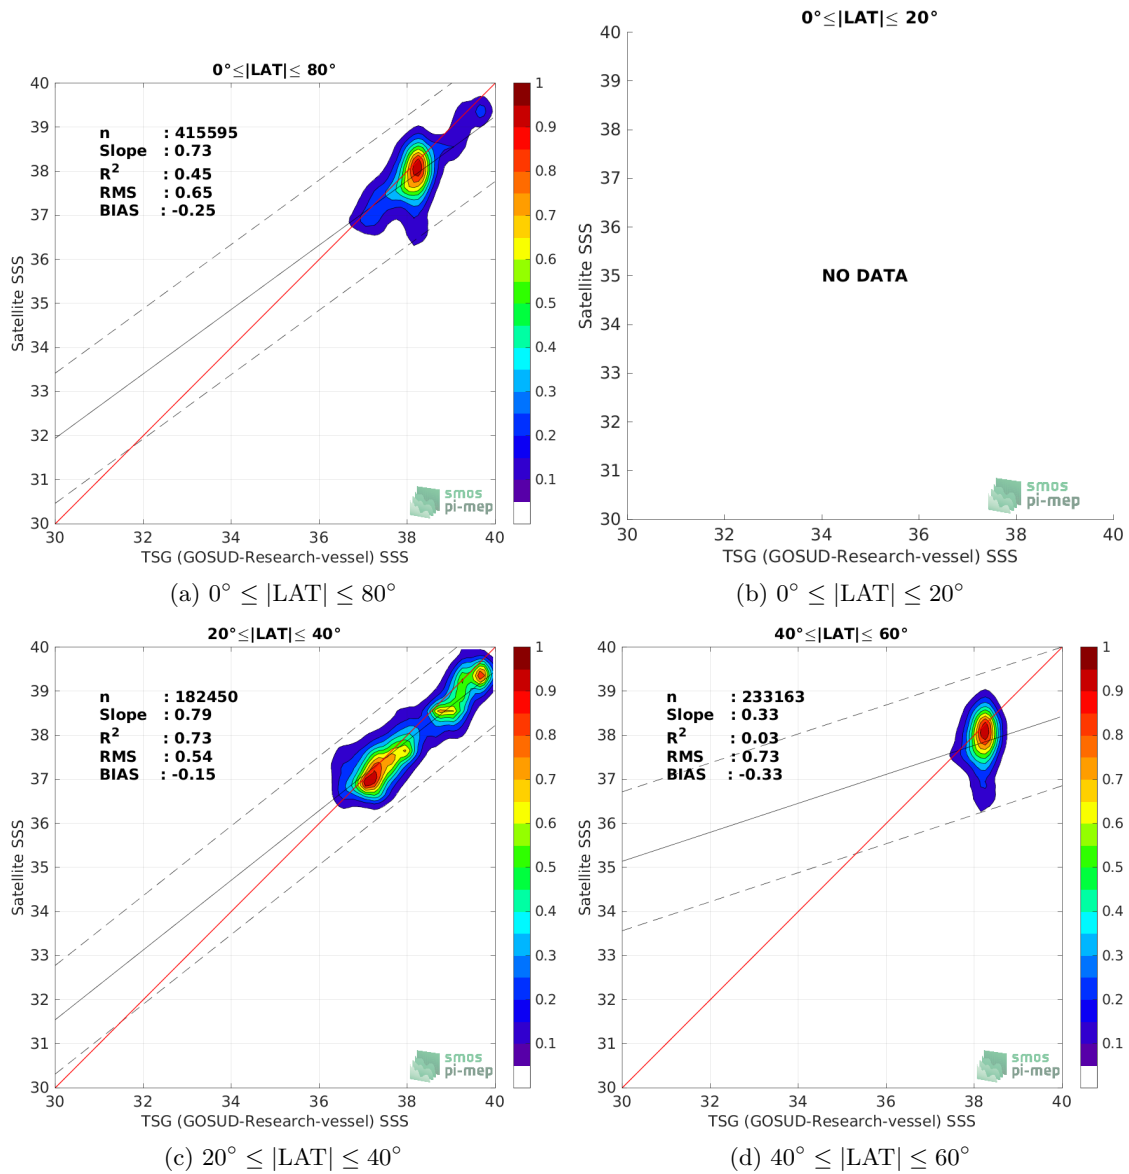 0°≤|LAT|≤ 80°
n : 415595
Slope : 0.73
R² : 0.45
RMS : 0.65
BIAS : -0.25
40
39
38
37
36
35
34
33
32
31
30
30 32 34 36 38 40
Satellite SSS
TSG (GOSUD-Research-vessel) SSS
1
0.9
0.8
0.7
0.6
0.5
0.4
0.3
0.2
0.1
smos
pi-mep
(a) 0° ≤ |LAT| ≤ 80°
0°≤|LAT|≤ 20°
40
39
38
37
36
35
34
33
32
31
30
30 32 34 36 38 40
Satellite SSS
NO DATA
TSG (GOSUD-Research-vessel) SSS
smos
pi-mep
(b) 0° ≤ |LAT| ≤ 20°
20°≤|LAT|≤ 40°
n : 182450
Slope : 0.79
R² : 0.73
RMS : 0.54
BIAS : -0.15
40
39
38
37
36
35
34
33
32
31
30
30 32 34 36 38 40
Satellite SSS
TSG (GOSUD-Research-vessel) SSS
1
0.9
0.8
0.7
0.6
0.5
0.4
0.3
0.2
0.1
smos
pi-mep
(c) 20° ≤ |LAT| ≤ 40°
40°≤|LAT|≤ 60°
n : 233163
Slope : 0.33
R² : 0.03
RMS : 0.73
BIAS : -0.33
40
39
38
37
36
35
34
33
32
31
30
30 32 34 36 38 40
Satellite SSS
TSG (GOSUD-Research-vessel) SSS
1
0.9
0.8
0.7
0.6
0.5
0.4
0.3
0.2
0.1
smos
pi-mep
(d) 40° ≤ |LAT| ≤ 60°